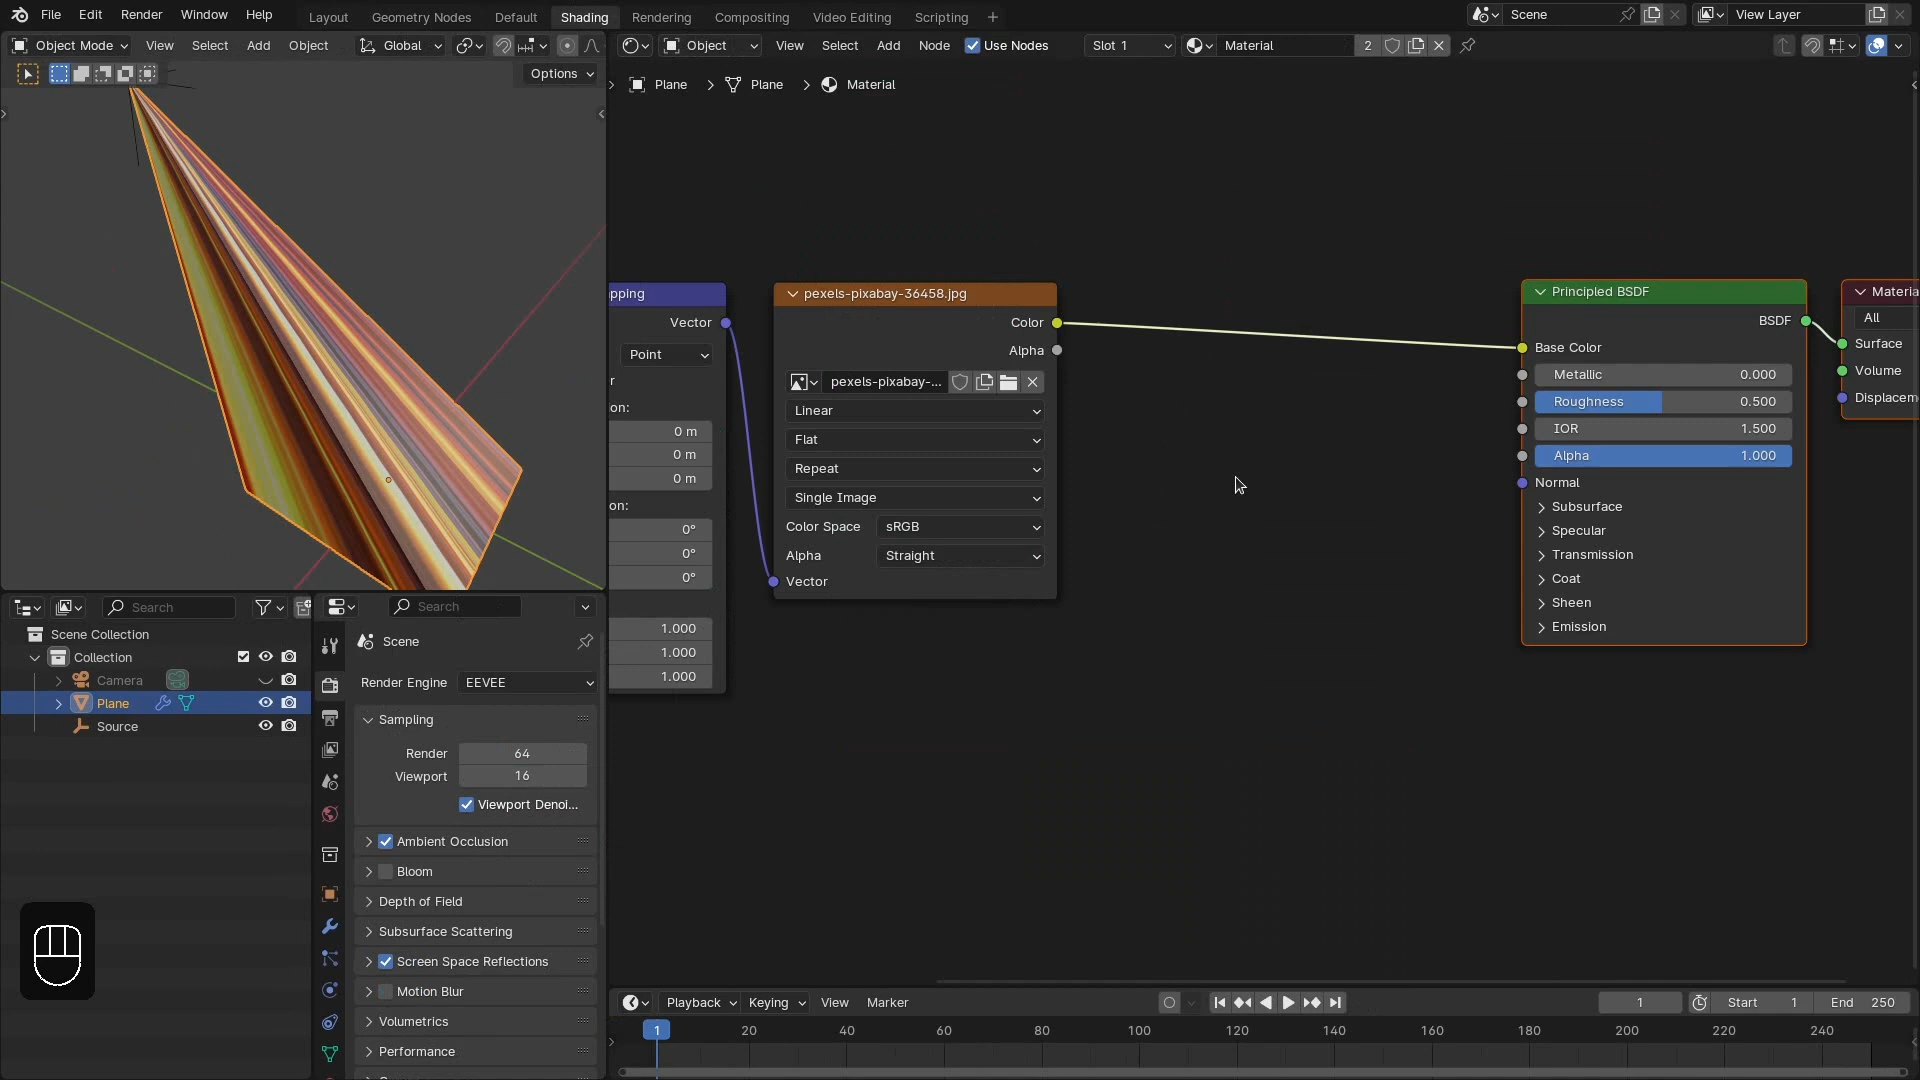 File Edit Render Window Help Layout Geometry Nodes Default Shading Rendering Compositing Video Editing Scripting + Scene View Layer
Object Mode View Select Add Object Global Object View Select Add Node Use Nodes Slot 1 Material 2
Options
Plane Plane Material
pping
Vector
Point
r
on:
0 m
0 m
0 m
on:
0°
0°
0°
1.000
1.000
1.000
pexels-pixabay-36458.jpg
Color
Alpha
pexels-pixabay-...
Linear
Flat
Repeat
Single Image
Color Space sRGB
Alpha Straight
Vector
Principled BSDF
BSDF
Base Color
Metallic 0.000
Roughness 0.500
IOR 1.500
Alpha 1.000
Normal
Subsurface
Specular
Transmission
Coat
Sheen
Emission
Materia
All
Surface
Volume
Displacem
Search
Scene Collection
Collection
Camera
Plane
Source
Search
Scene
Render Engine EEVEE
Sampling
Render 64
Viewport 16
Viewport Denoi...
Ambient Occlusion
Bloom
Depth of Field
Subsurface Scattering
Screen Space Reflections
Motion Blur
Volumetrics
Performance
Playback Keying View Marker 1 Start 1 End 250
1 20 40 60 80 100 120 140 160 180 200 220 240